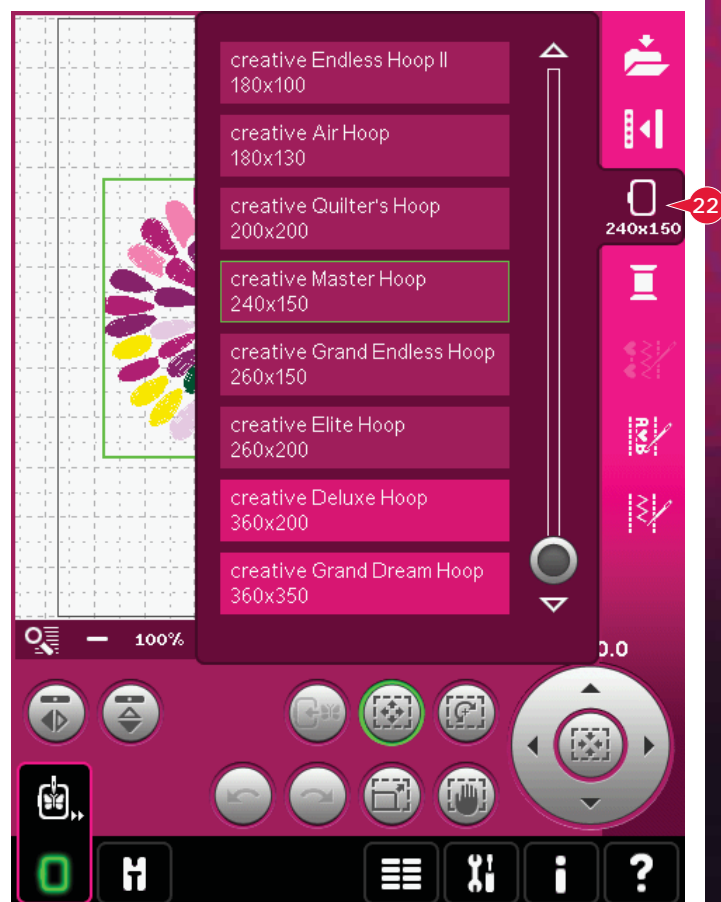 creative Endless Hoop II
180x100
creative Air Hoop
180x130
creative Quilter's Hoop
200x200
22
240x150
creative Master Hoop
240x150
creative Grand Endless Hoop
260x150
creative Elite Hoop
260x200
A♥B
creative Deluxe Hoop
360x200
creative Grand Dream Hoop
360x350
100%
0.0
i
?